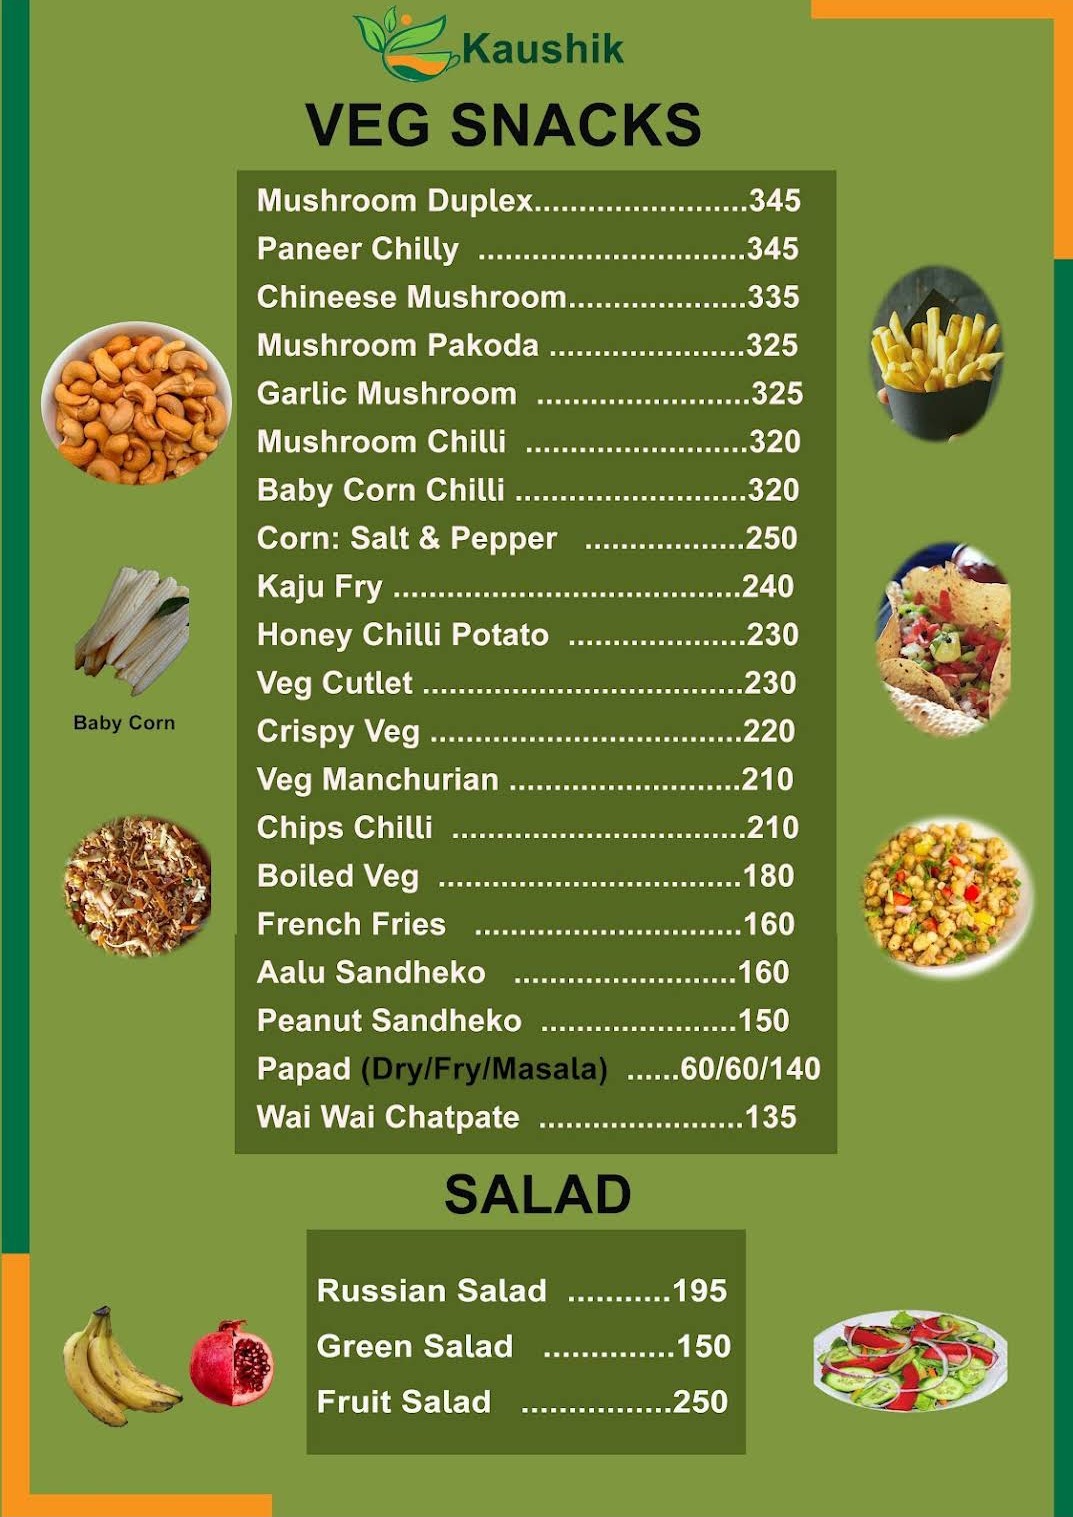 Kaushik
VEG SNACKS
Mushroom Duplex........................345
Paneer Chilly ..............................345
Chineese Mushroom....................335
Mushroom Pakoda ......................325
Garlic Mushroom ........................325
Mushroom Chilli .........................320
Baby Corn Chilli ..........................320
Corn: Salt & Pepper ..................250
Kaju Fry .......................................240
Honey Chilli Potato ....................230
Veg Cutlet ....................................230
Crispy Veg ...................................220
Veg Manchurian ..........................210
Chips Chilli .................................210
Boiled Veg ..................................180
French Fries ..............................160
Aalu Sandheko .........................160
Peanut Sandheko ......................150
Papad (Dry/Fry/Masala) ......60/60/140
Wai Wai Chatpate .......................135
Baby Corn
SALAD
Russian Salad ...........195
Green Salad ..............150
Fruit Salad ................250